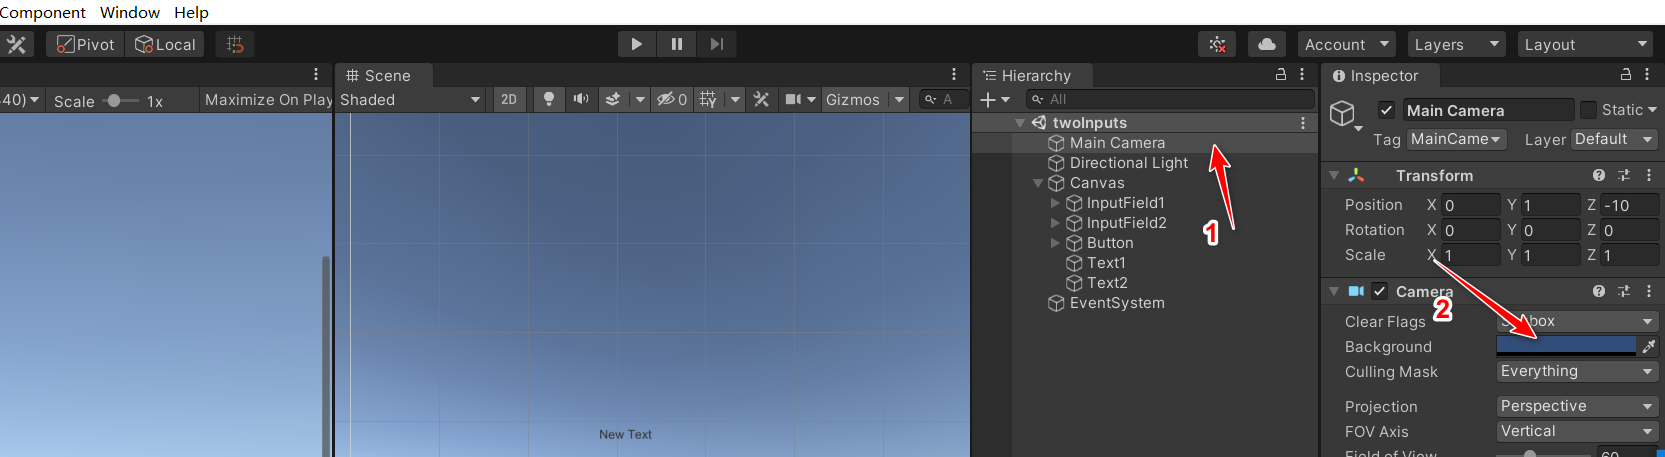 Component Window Help
Pivot Local Account Layers Layout
Scene Hierarchy Inspector
40) Scale 1x Maximize On Play Shaded 2D 0 Gizmos A All
Main Camera Static
Tag MainCame Layer Default
twoInputs
Main Camera
Directional Light
Canvas
InputField1
InputField2
Button
Text1
Text2
EventSystem
1
New Text
Transform
Position X 0 Y 1 Z -10
Rotation X 0 Y 0 Z 0
Scale X 1 Y 1 Z 1
Camera
2
Clear Flags
Background
Culling Mask Everything
Projection Perspective
FOV Axis Vertical
Field of View 60